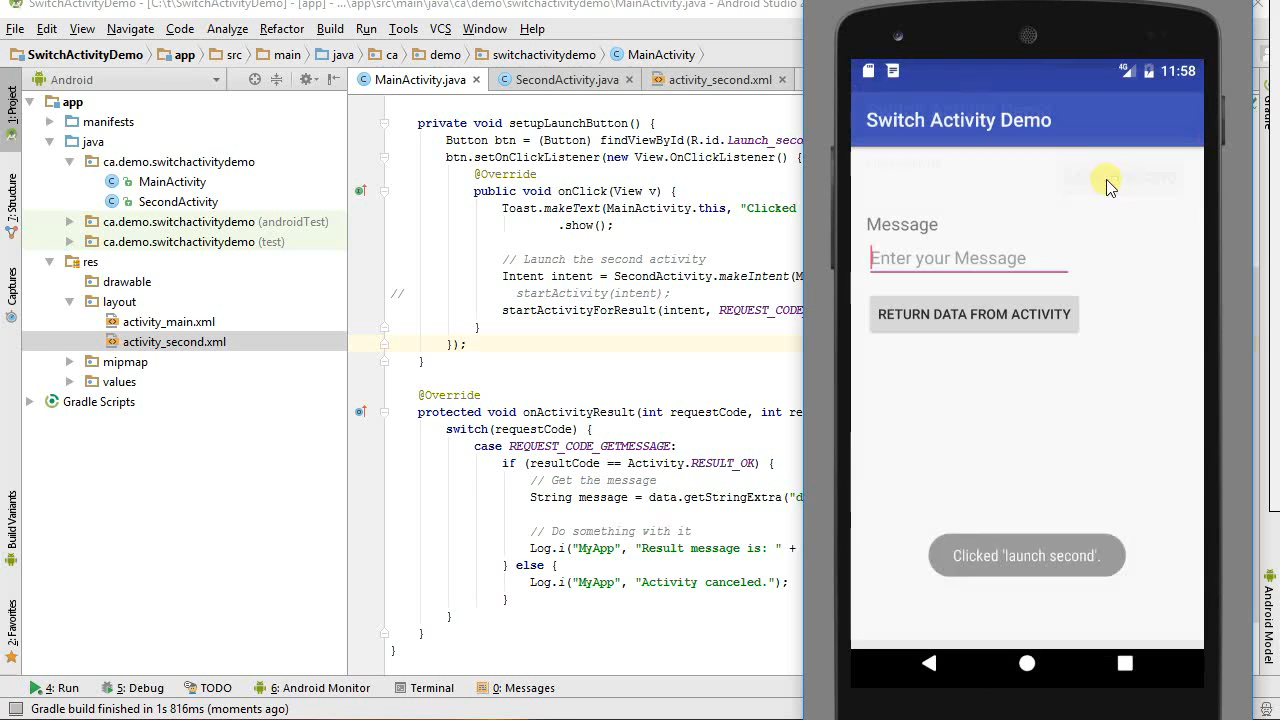 SwitchActivityDemo - [C:\t\SwitchActivityDemo] - [app] - ...\app\src\main\java\ca\demo\switchactivitydemo\MainActivity.java - Android Studio 2
File Edit View Navigate Code Analyze Refactor Build Run Tools VCS Window Help
SwitchActivityDemo app src main java ca demo switchactivitydemo MainActivity
Android
MainActivity.java SecondActivity.java activity_second.xml
1: Project
7: Structure
Captures
Build Variants
2: Favorites
app
manifests
java
ca.demo.switchactivitydemo
MainActivity
SecondActivity
ca.demo.switchactivitydemo (androidTest)
ca.demo.switchactivitydemo (test)
res
drawable
layout
activity_main.xml
activity_second.xml
mipmap
values
Gradle Scripts
private void setupLaunchButton() {
Button btn = (Button) findViewById(R.id.launch_seco
btn.setOnClickListener(new View.OnClickListener() {
@Override
public void onClick(View v) {
Toast.makeText(MainActivity.this, "Clicked
.show();
// Launch the second activity
Intent intent = SecondActivity.makeIntent(M
// startActivity(intent);
startActivityForResult(intent, REQUEST_CODE
}
});
}
@Override
protected void onActivityResult(int requestCode, int re
switch(requestCode) {
case REQUEST_CODE_GETMESSAGE:
if (resultCode == Activity.RESULT_OK) {
// Get the message
String message = data.getStringExtra("d
// Do something with it
Log.i("MyApp", "Result message is: " +
} else {
Log.i("MyApp", "Activity canceled.");
}
}
}
}
4G 11:58
Switch Activity Demo
Message
Enter your Message
RETURN DATA FROM ACTIVITY
Clicked 'launch second'.
Gradle
Android Model
4: Run 5: Debug TODO 6: Android Monitor Terminal 0: Messages
Gradle build finished in 1s 816ms (moments ago)